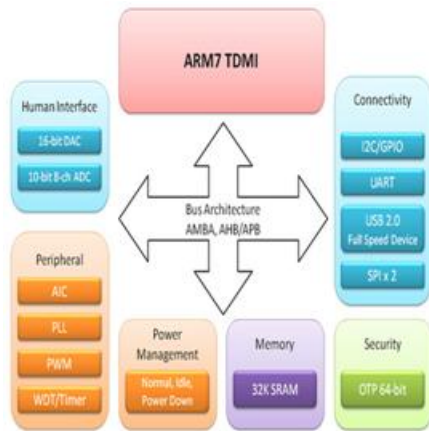 ARM7 TDMI
Human Interface
16-bit DAC
10-bit 8-ch ADC
Connectivity
I2C/GPIO
UART
USB 2.0
Full Speed Device
SPI x 2
Bus Architecture
AMBA, AHB/APB
Peripheral
AIC
PLL
PWM
WDT/Timer
Power
Management
Normal, Idle,
Power Down
Memory
32K SRAM
Security
OTP 64-bit